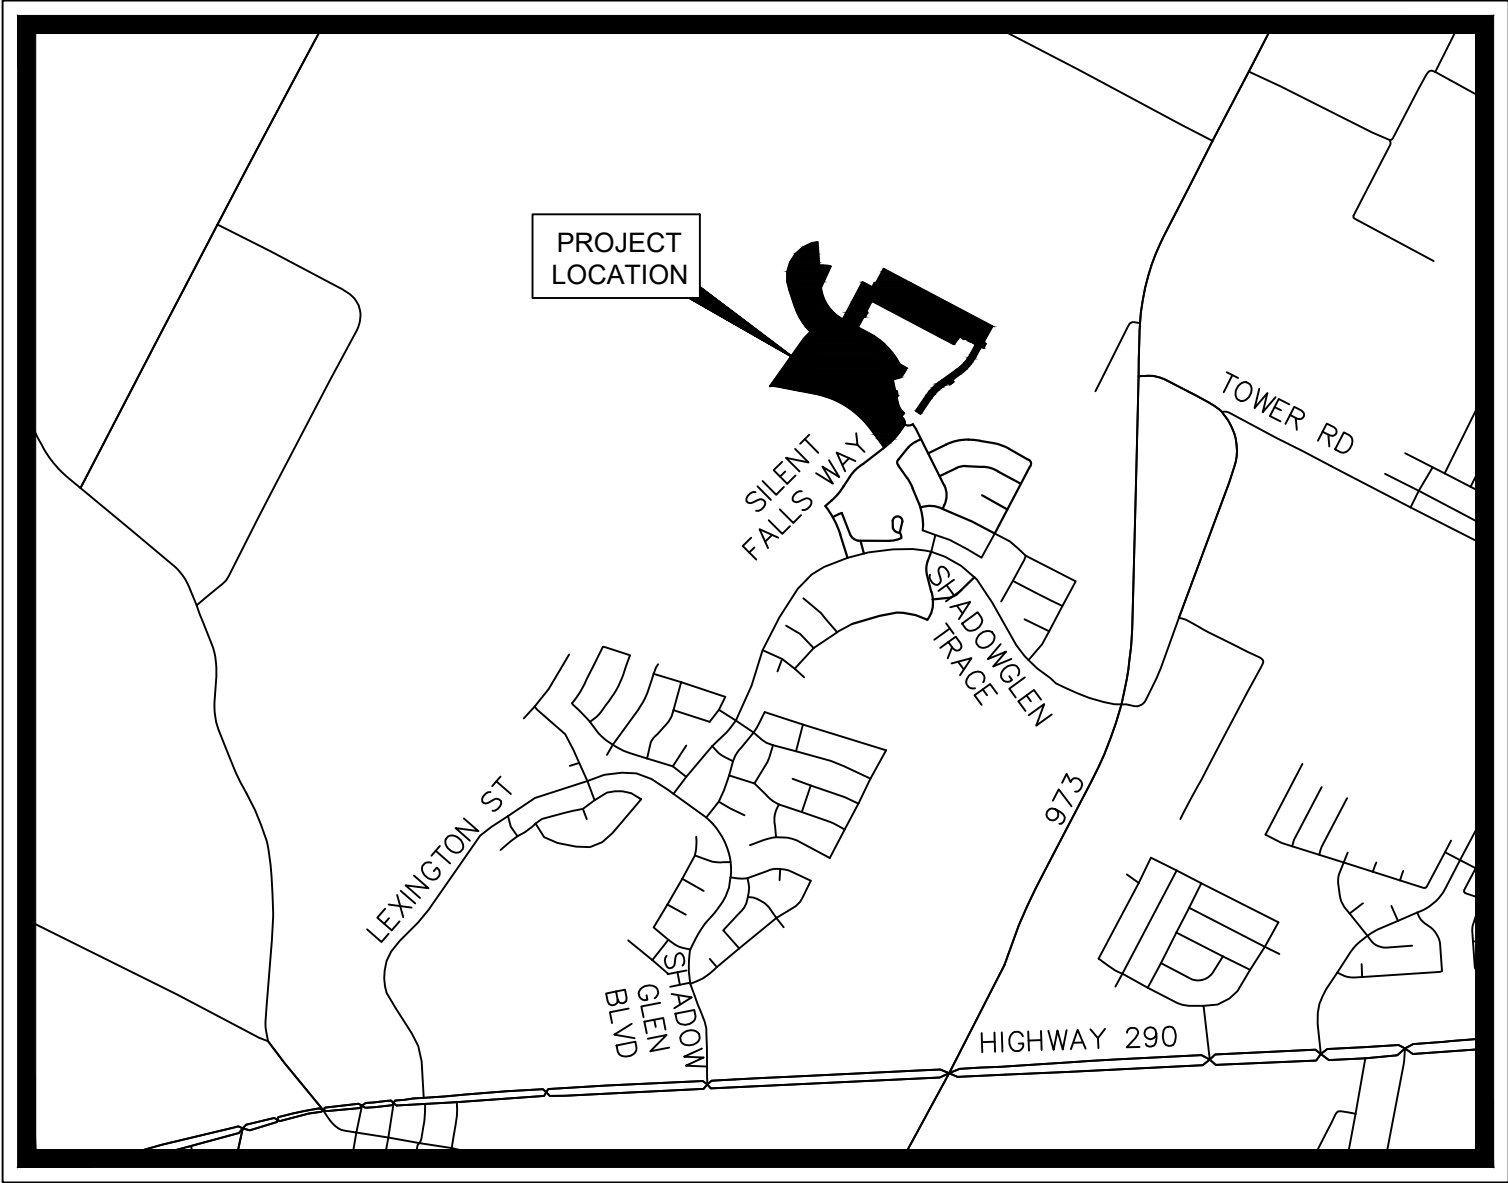 PROJECT
LOCATION
TOWER RD
SILENT
FALLS WAY
SHADOWGLEN
TRACE
973
LEXINGTON ST
SHADOW
GLEN
BLVD
HIGHWAY 290